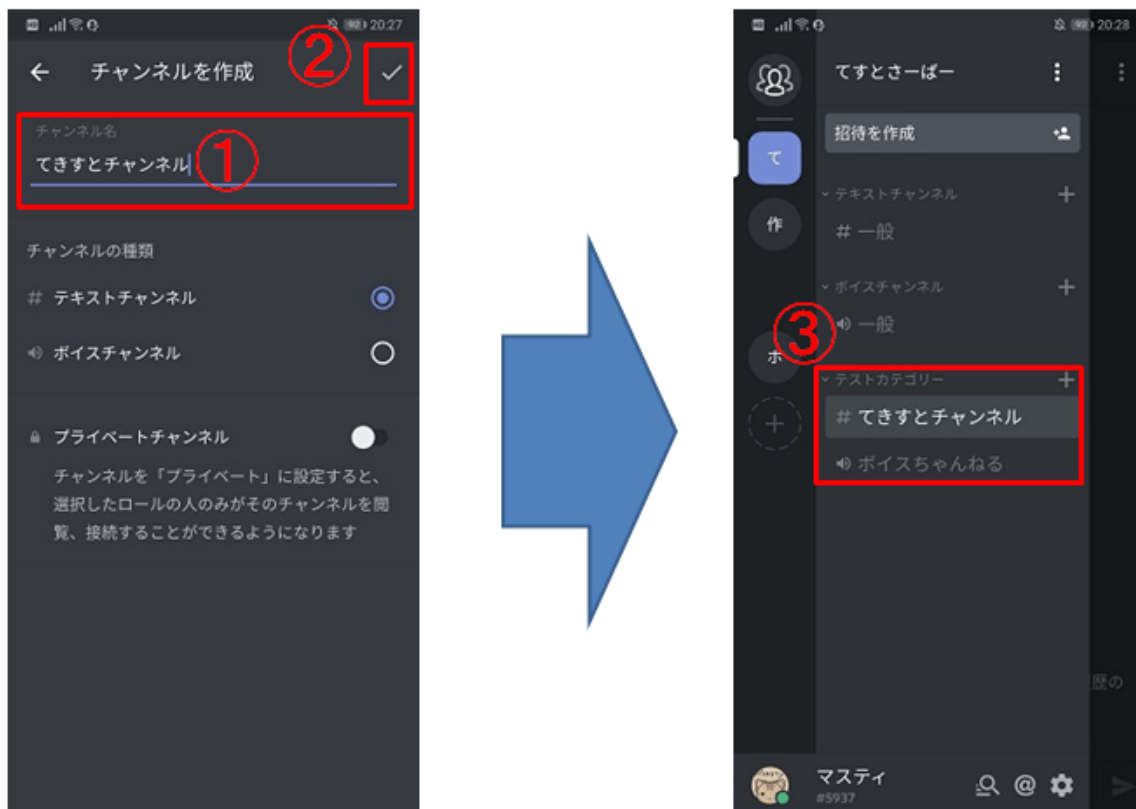 20:27
チャンネルを作成
②
チャンネル名
てきすとチャンネル
①
チャンネルの種類
# テキストチャンネル
ボイスチャンネル
プライベートチャンネル
チャンネルを「プライベート」に設定すると、
選択したロールの人のみがそのチャンネルを閲
覧、接続することができるようになります
92 20:28
てすとさーばー
招待を作成
て
テキストチャンネル
作
# 一般
ボイスチャンネル
一般
③
ホ
テストカテゴリー
# てきすとチャンネル
ボイスちゃんねる
歴の
マスティ
#5937